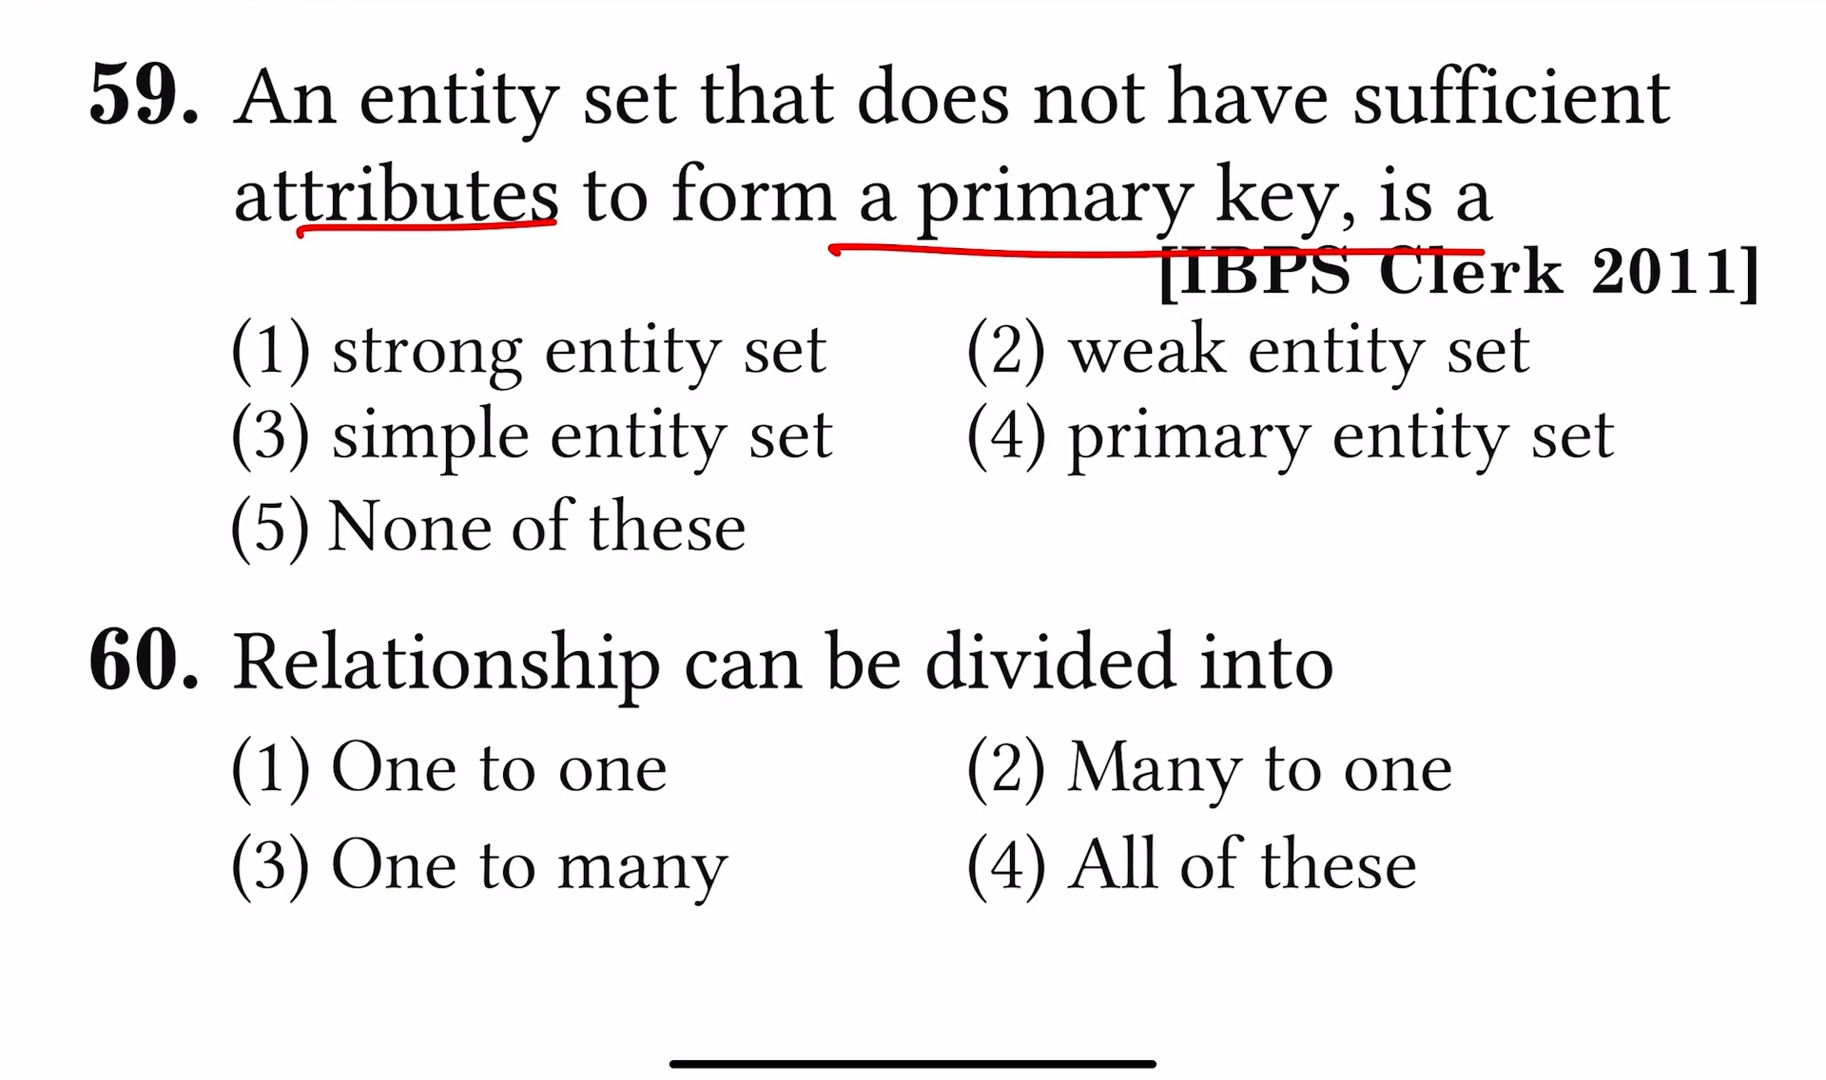 59. An entity set that does not have sufficient
attributes to form a primary key, is a
[IBPS Clerk 2011]
(1) strong entity set (2) weak entity set
(3) simple entity set (4) primary entity set
(5) None of these
60. Relationship can be divided into
(1) One to one (2) Many to one
(3) One to many (4) All of these